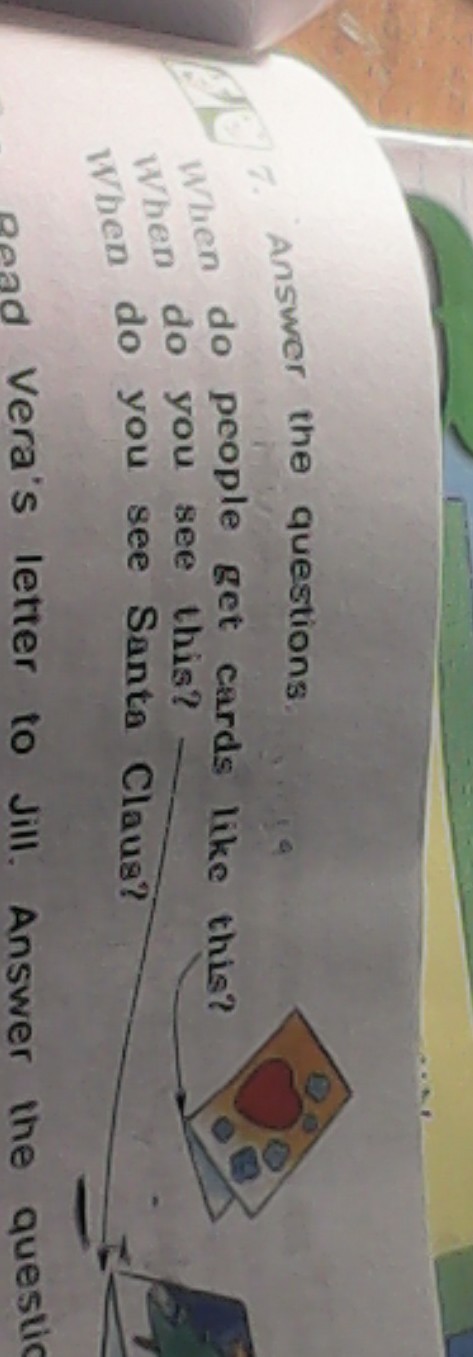 7. Answer the questions.
When do people get cards like this?
When do you see this?
When do you see Santa Claus?
Read Vera's letter to Jill. Answer the